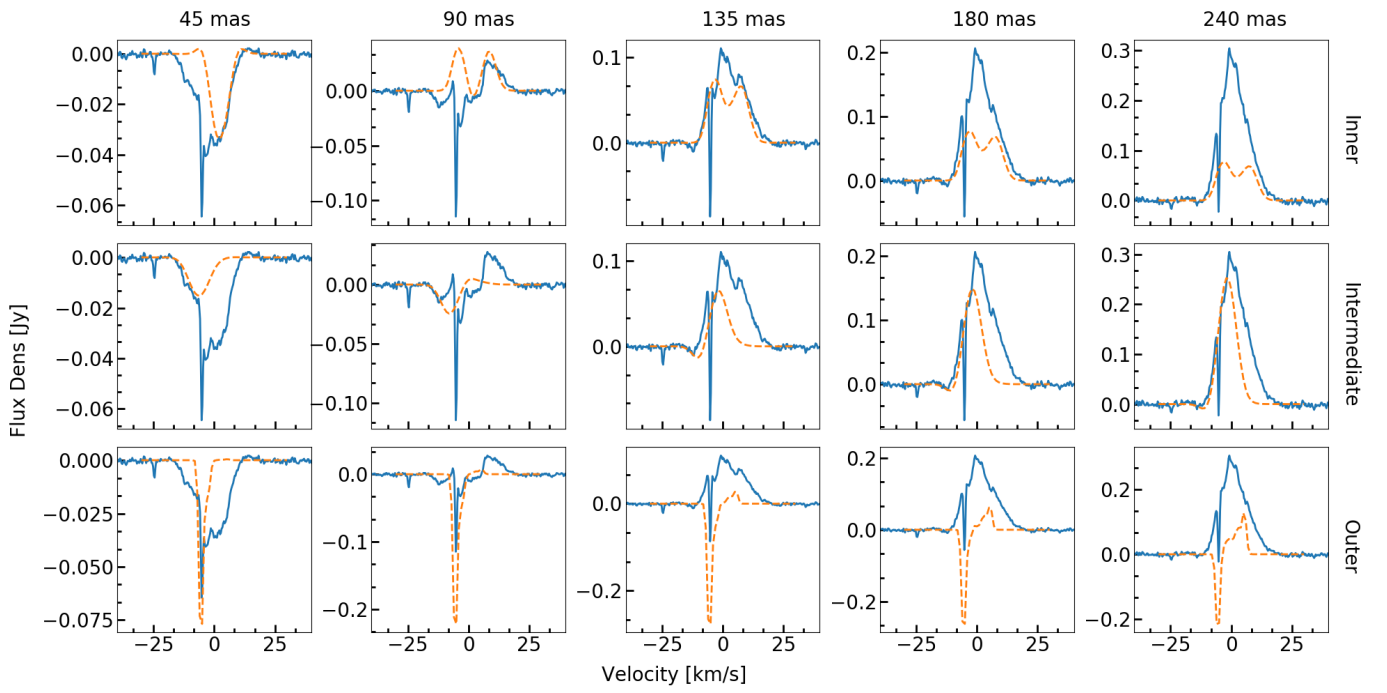 45 mas 90 mas 135 mas 180 mas 240 mas
0.00 −0.02 −0.04 −0.06
0.00 −0.05 −0.10
0.1 0.0
0.2 0.1 0.0
0.3 0.2 0.1 0.0
Inner
0.00 −0.02 −0.04 −0.06
0.00 −0.05 −0.10
0.1 0.0
0.2 0.1 0.0
0.3 0.2 0.1 0.0
Intermediate
Flux Dens [Jy]
0.000 −0.025 −0.050 −0.075
0.0 −0.1 −0.2
0.0 −0.2
0.2 0.0 −0.2
0.2 0.0 −0.2
Outer
−25 0 25 −25 0 25 −25 0 25 −25 0 25 −25 0 25
Velocity [km/s]